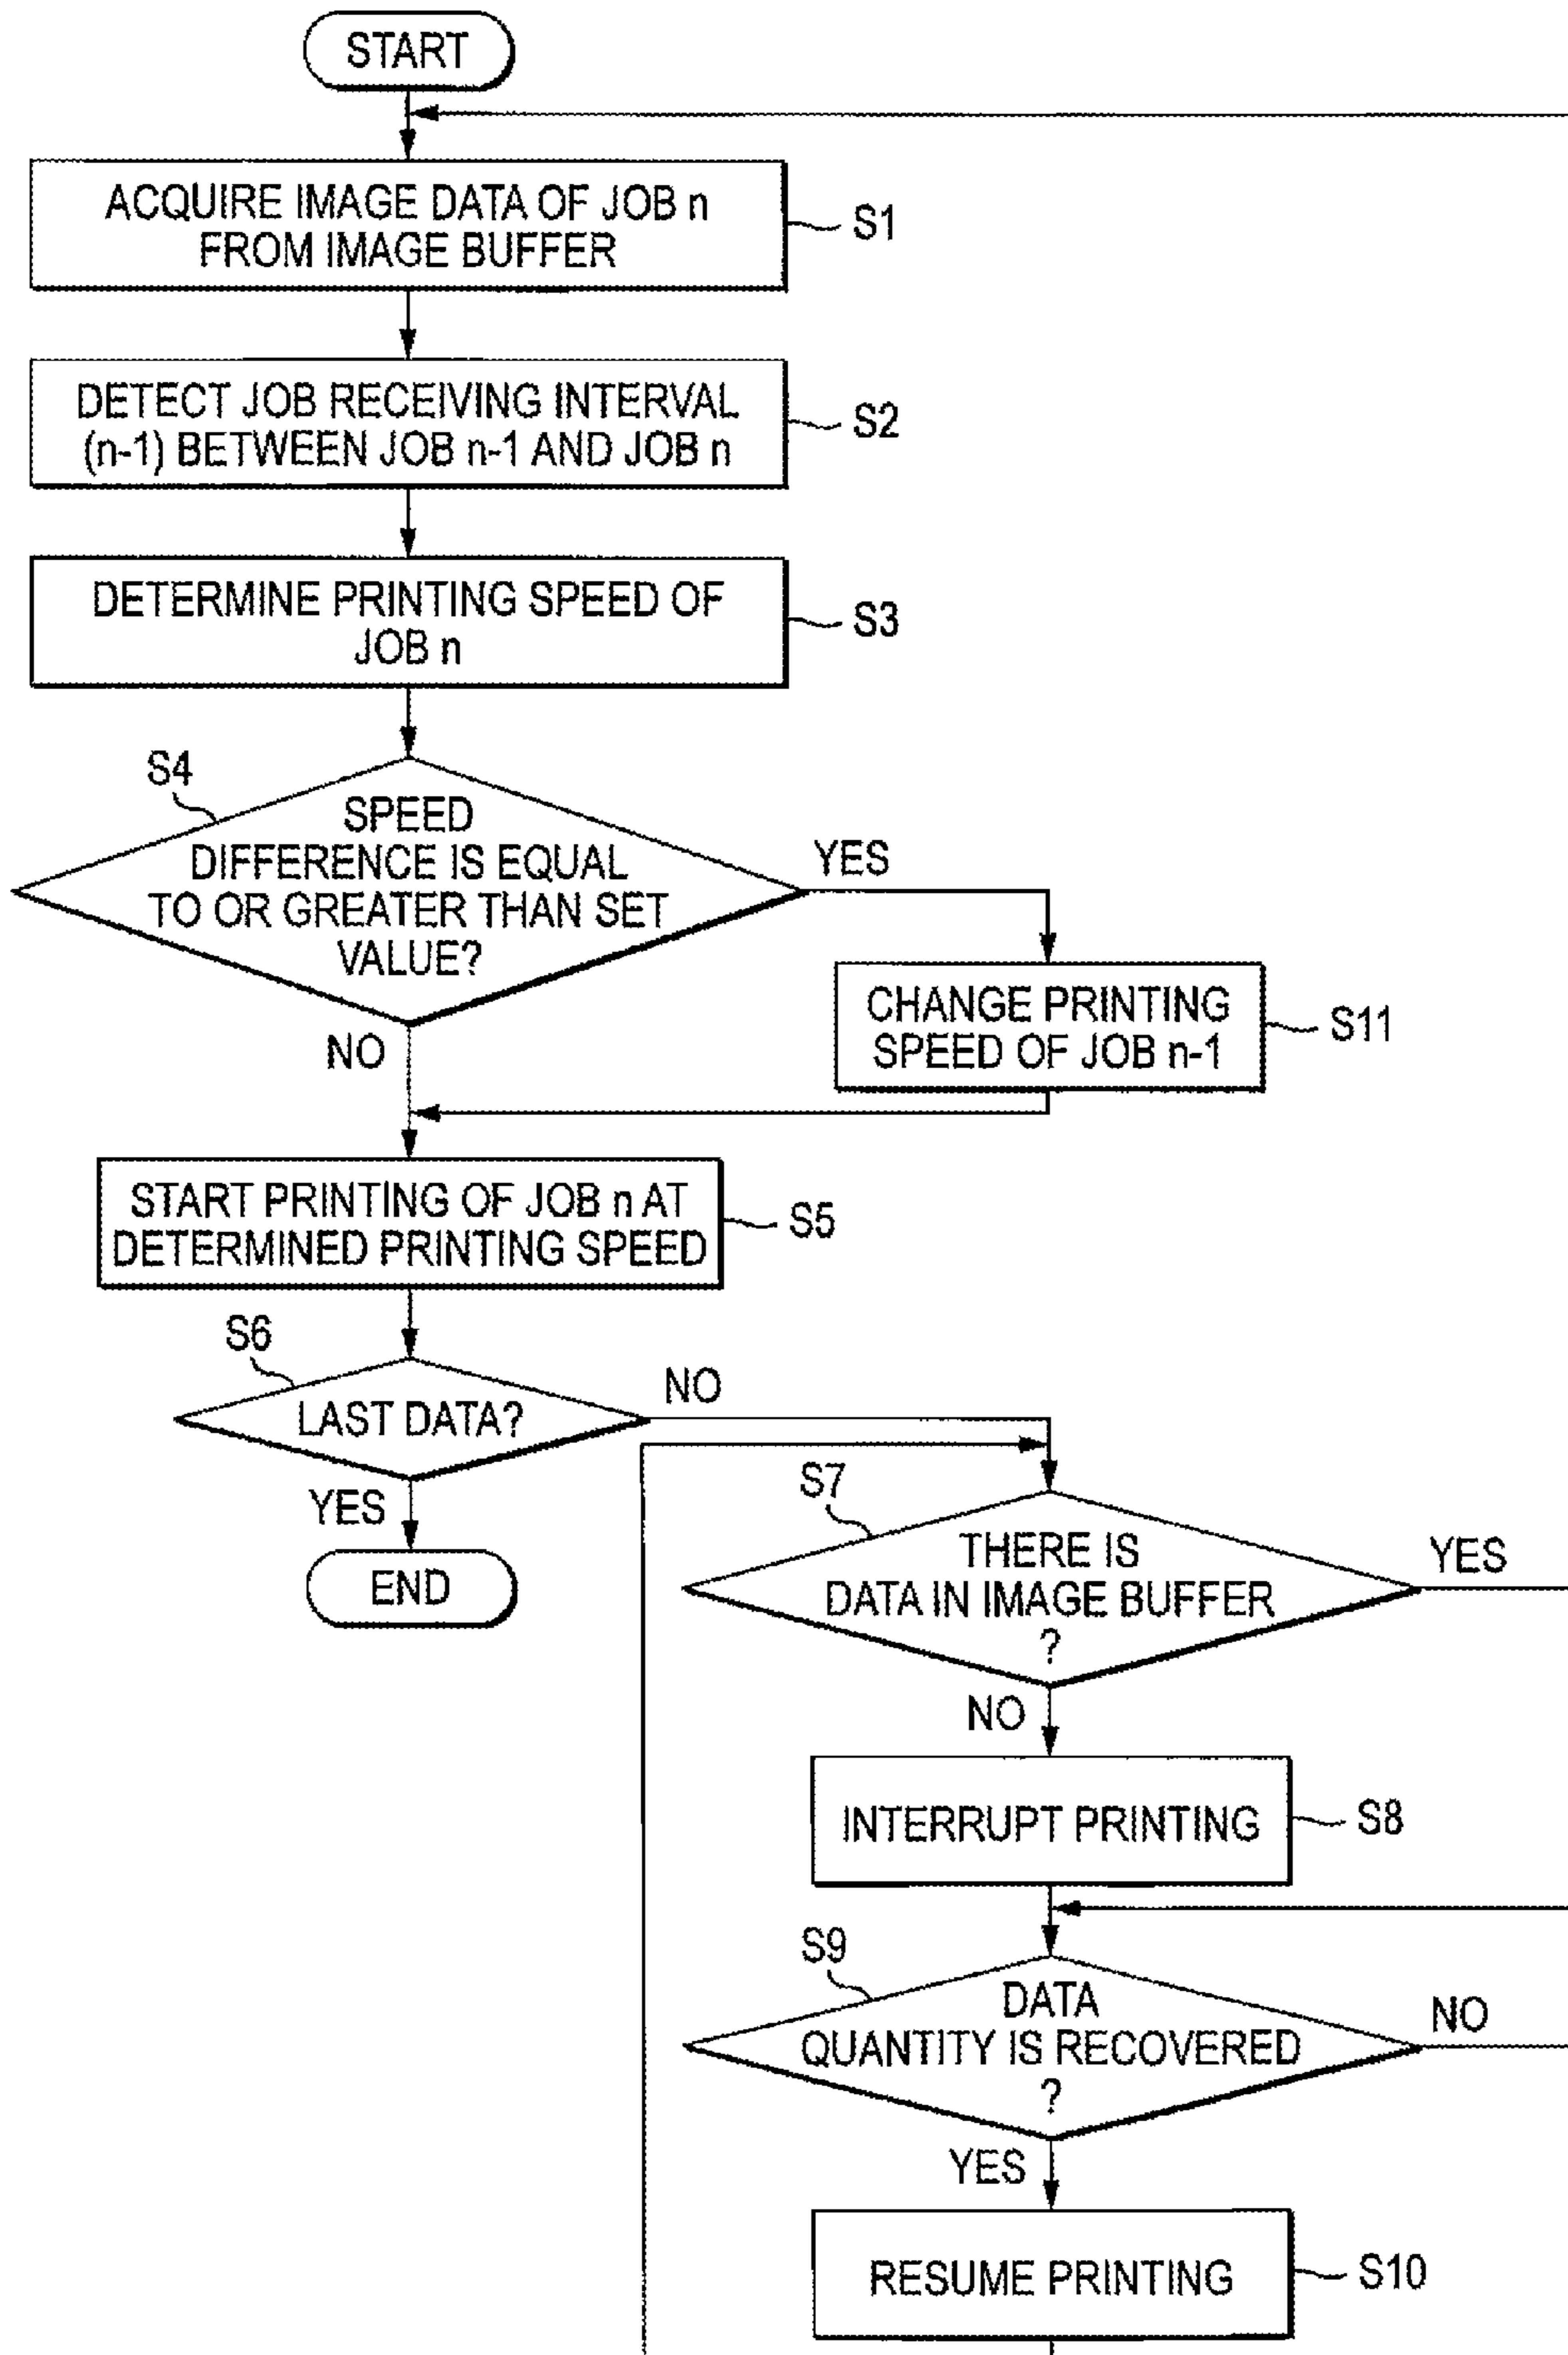 START
ACQUIRE IMAGE DATA OF JOB n
FROM IMAGE BUFFER
S1
DETECT JOB RECEIVING INTERVAL
(n-1) BETWEEN JOB n-1 AND JOB n
S2
DETERMINE PRINTING SPEED OF
JOB n
S3
S4
SPEED
DIFFERENCE IS EQUAL
TO OR GREATER THAN SET
VALUE?
YES
NO
CHANGE PRINTING
SPEED OF JOB n-1
S11
START PRINTING OF JOB n AT
DETERMINED PRINTING SPEED
S5
S6
LAST DATA?
NO
YES
END
S7
THERE IS
DATA IN IMAGE BUFFER
?
YES
NO
INTERRUPT PRINTING
S8
S9
DATA
QUANTITY IS RECOVERED
?
NO
YES
RESUME PRINTING
S10